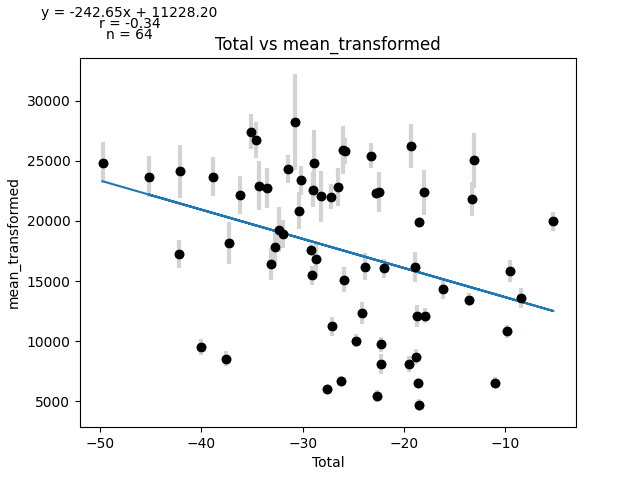 y = -242.65x + 11228.20
r = -0.34
n = 64
Total vs mean_transformed
30000
25000
20000
15000
10000
5000
mean_transformed
−50 −40 −30 −20 −10
Total